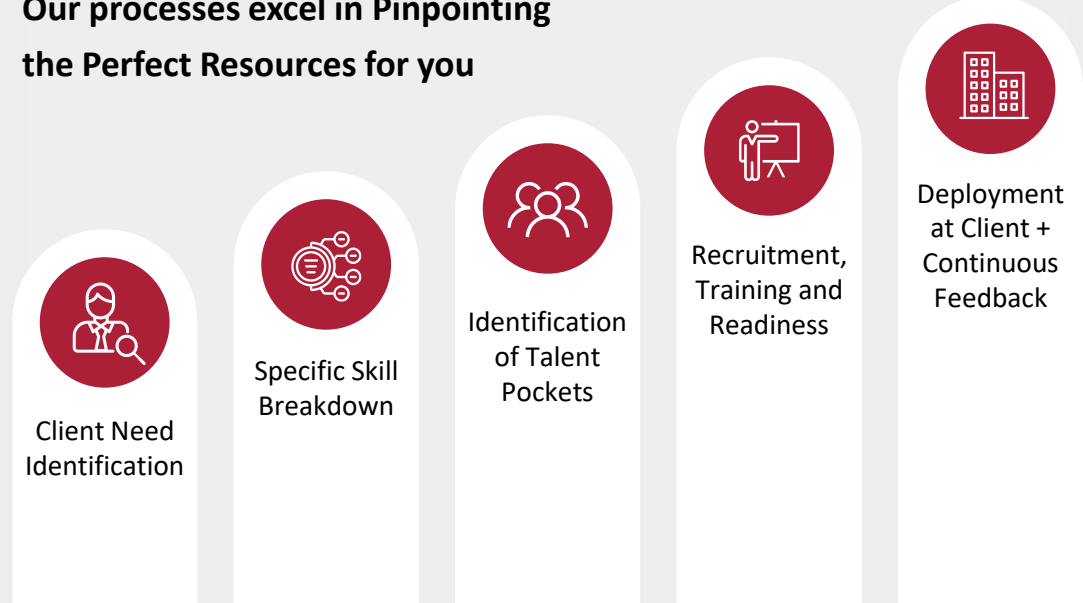 Our processes excel in Pinpointing
the Perfect Resources for you
Client Need
Identification
Specific Skill
Breakdown
Identification
of Talent
Pockets
Recruitment,
Training and
Readiness
Deployment
at Client +
Continuous
Feedback